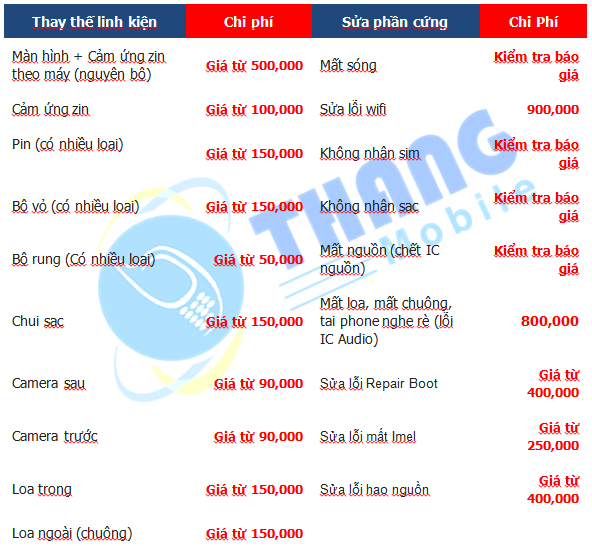 Thay thế linh kiện Chi phí Sửa phần cứng Chi Phí
Màn hình + Cảm ứng zin
theo máy (nguyên bộ)
Giá từ 500,000
Mất sóng
Kiểm tra báo
giá
Cảm ứng zin
Giá từ 100,000
Sửa lỗi wifi
900,000
Pin (có nhiều loại)
Giá từ 150,000
Không nhận sim
Kiểm tra báo
giá
Bộ vỏ (có nhiều loại)
Giá từ 150,000
Không nhận sạc
Kiểm tra báo
giá
Bộ rung (Có nhiều loại)
Giá từ 50,000
Mất nguồn (chết IC
nguồn)
Kiểm tra báo
giá
Chui sạc
Giá từ 150,000
Mất loa, mất chuông,
tai phone nghe rè (lỗi
IC Audio)
800,000
Camera sau
Giá từ 90,000
Sửa lỗi Repair Boot
Giá từ
400,000
Camera trước
Giá từ 90,000
Sửa lỗi mất Imel
Giá từ
250,000
Loa trong
Giá từ 150,000
Sửa lỗi hao nguồn
Giá từ
400,000
Loa ngoài (chuông)
Giá từ 150,000
THANG
Mobile